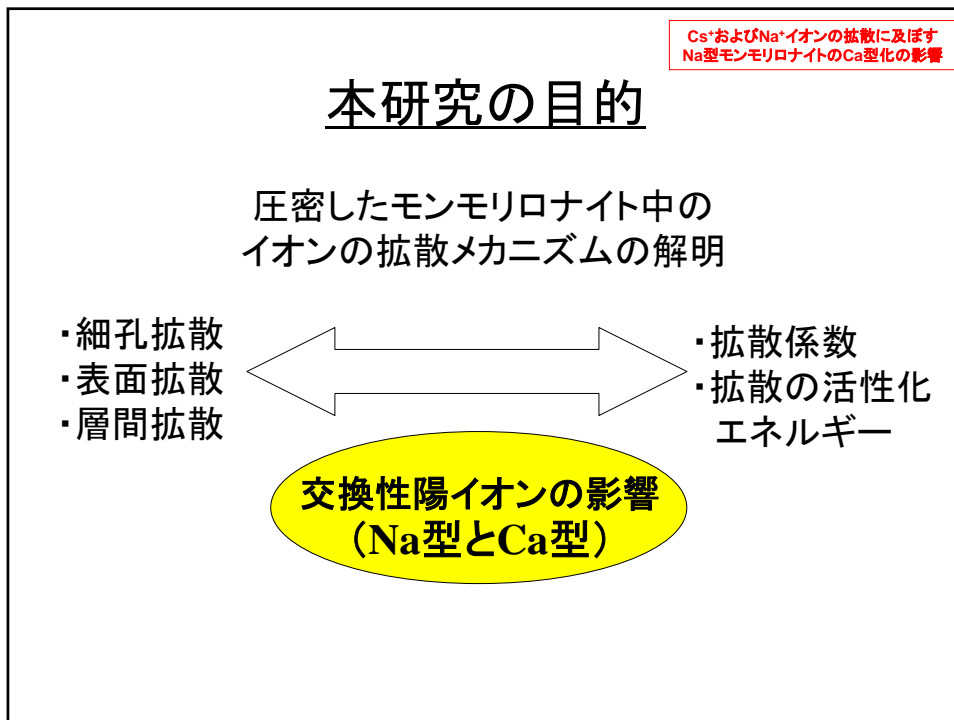 Cs⁺およびNa⁺イオンの拡散に及ぼす
Na型モンモリロナイトのCa型化の影響
本研究の目的
圧密したモンモリロナイト中の
イオンの拡散メカニズムの解明
・細孔拡散
・表面拡散
・層間拡散
・拡散係数
・拡散の活性化
エネルギー
交換性陽イオンの影響
（Na型とCa型）